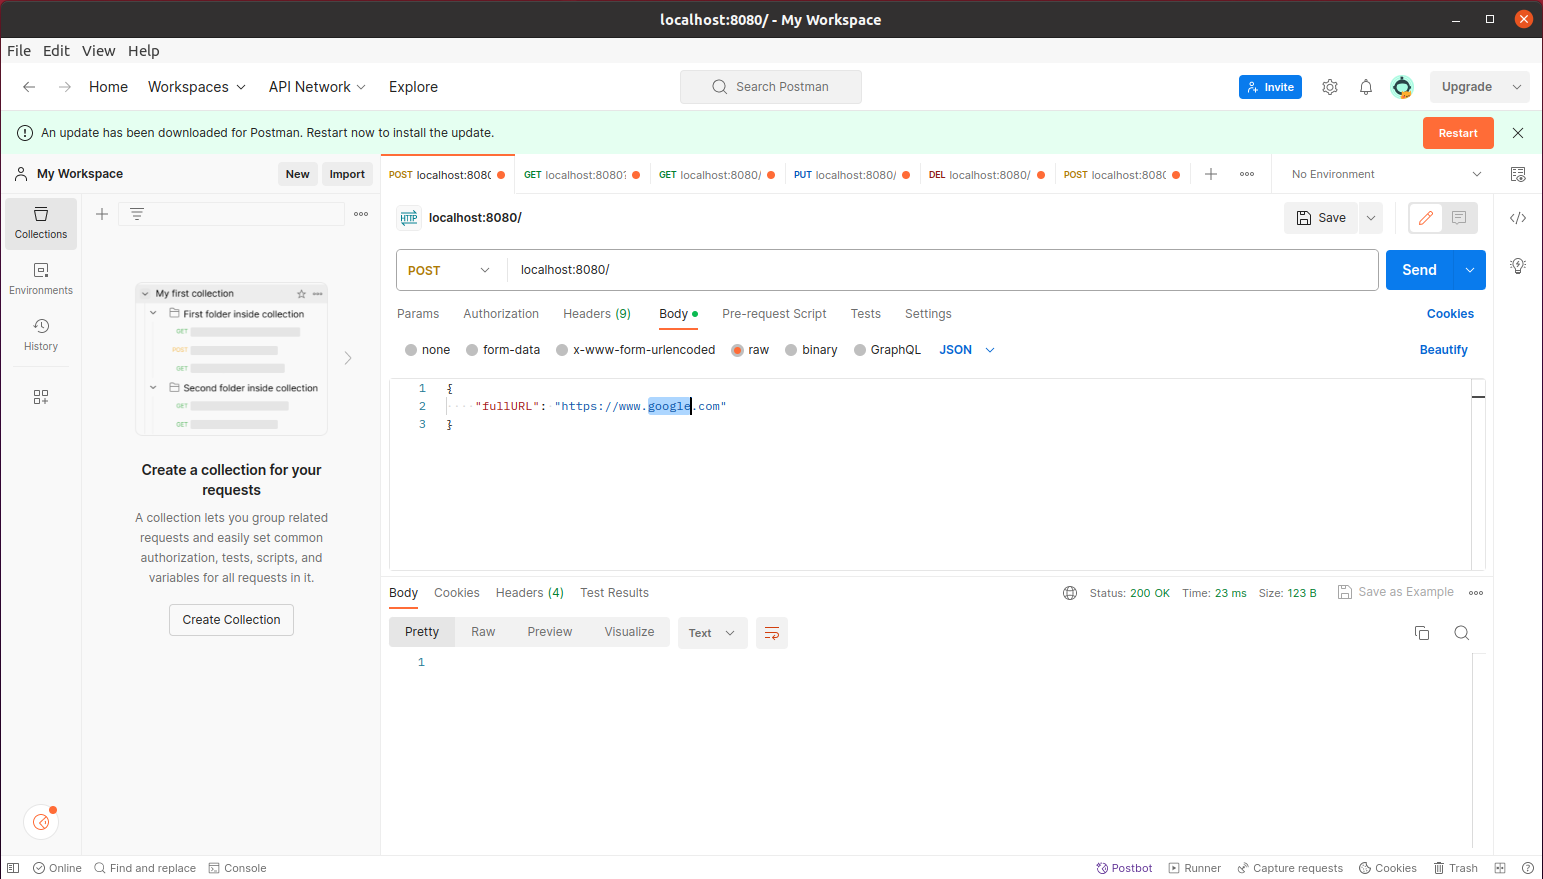 localhost:8080/ - My Workspace
File Edit View Help
Home Workspaces API Network Explore Search Postman Invite Upgrade
An update has been downloaded for Postman. Restart now to install the update. Restart
My Workspace New Import
POST localhost:8080 GET localhost:8080? GET localhost:8080/ PUT localhost:8080/ DEL localhost:8080/ POST localhost:8080 No Environment
Collections
Environments
History
HTTP localhost:8080/ Save
POST localhost:8080/ Send
Params Authorization Headers (9) Body Pre-request Script Tests Settings Cookies
none form-data x-www-form-urlencoded raw binary GraphQL JSON Beautify
1 {
2 "fullURL": "https://www.google.com"
3 }
My first collection
First folder inside collection
GET
POST
GET
Second folder inside collection
GET
GET
Create a collection for your
requests
A collection lets you group related
requests and easily set common
authorization, tests, scripts, and
variables for all requests in it.
Create Collection
Body Cookies Headers (4) Test Results Status: 200 OK Time: 23 ms Size: 123 B Save as Example
Pretty Raw Preview Visualize Text
1
Online Find and replace Console Postbot Runner Capture requests Cookies Trash